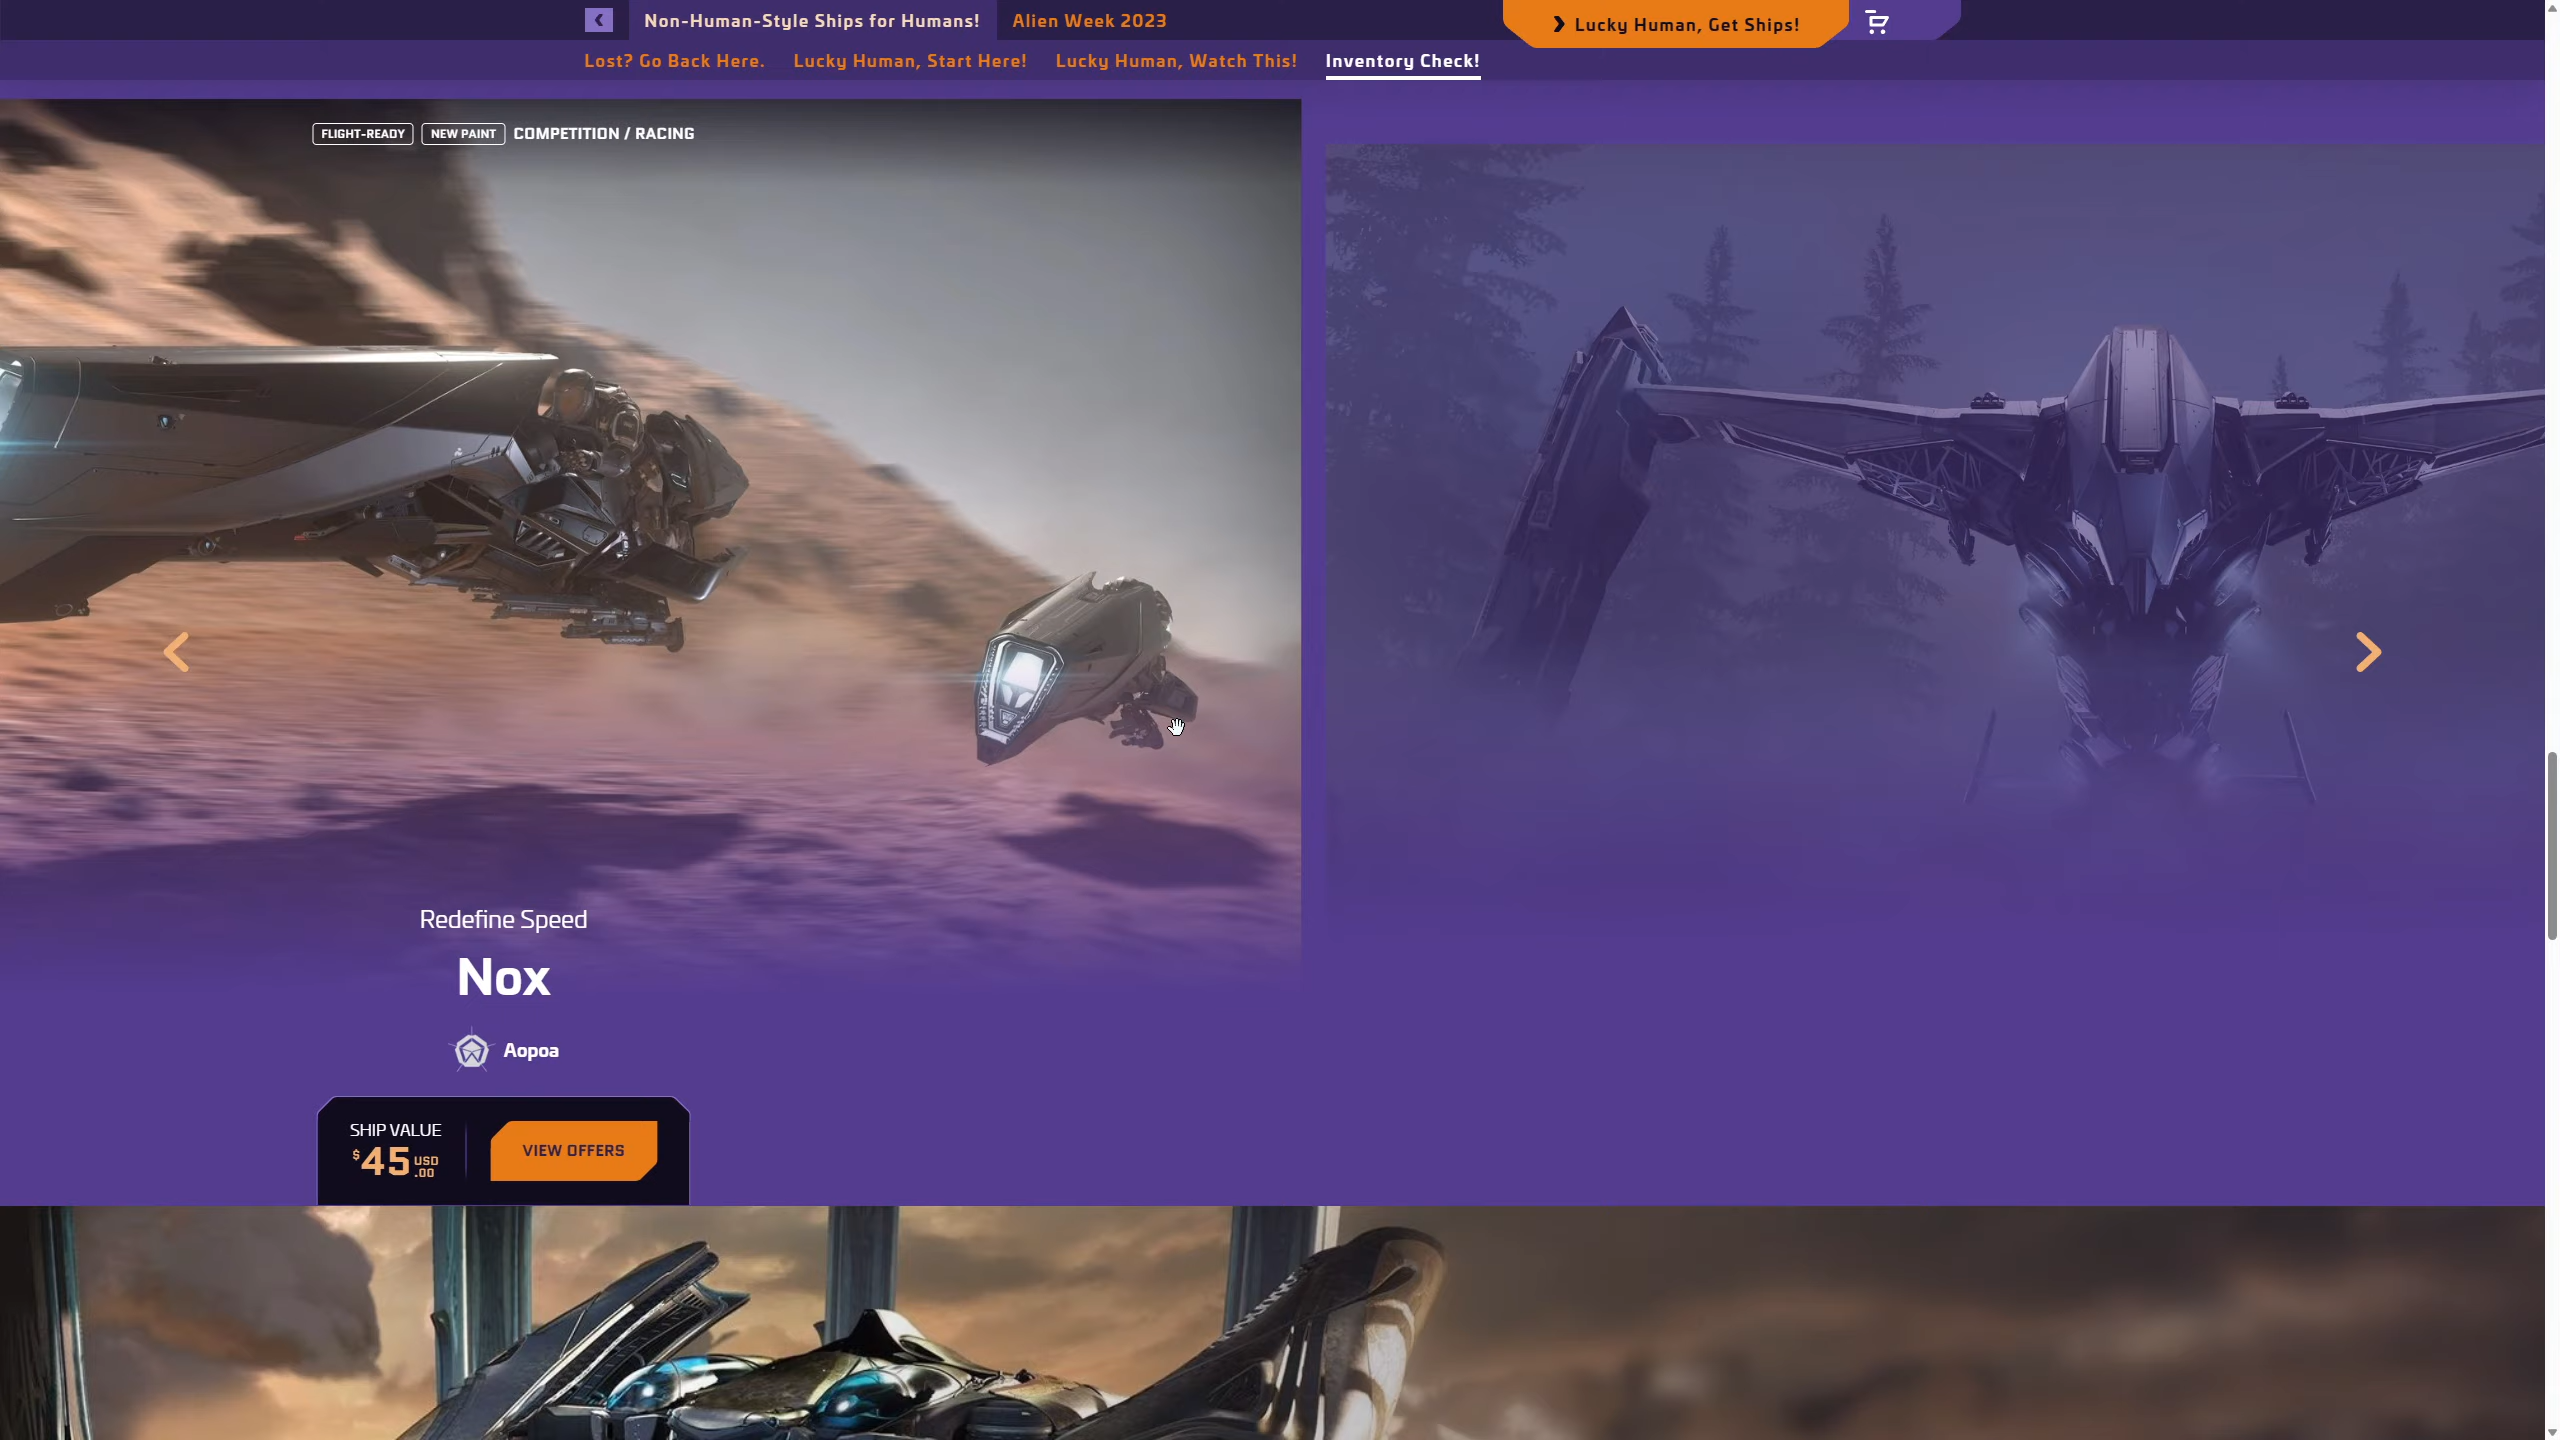 Non-Human-Style Ships for Humans!
Alien Week 2023
Lucky Human, Get Ships!
Lost? Go Back Here.
Lucky Human, Start Here!
Lucky Human, Watch This!
Inventory Check!
FLIGHT-READY
NEW PAINT
COMPETITION / RACING
Redefine Speed
Nox
Aopoa
SHIP VALUE
$45 USD .00
VIEW OFFERS